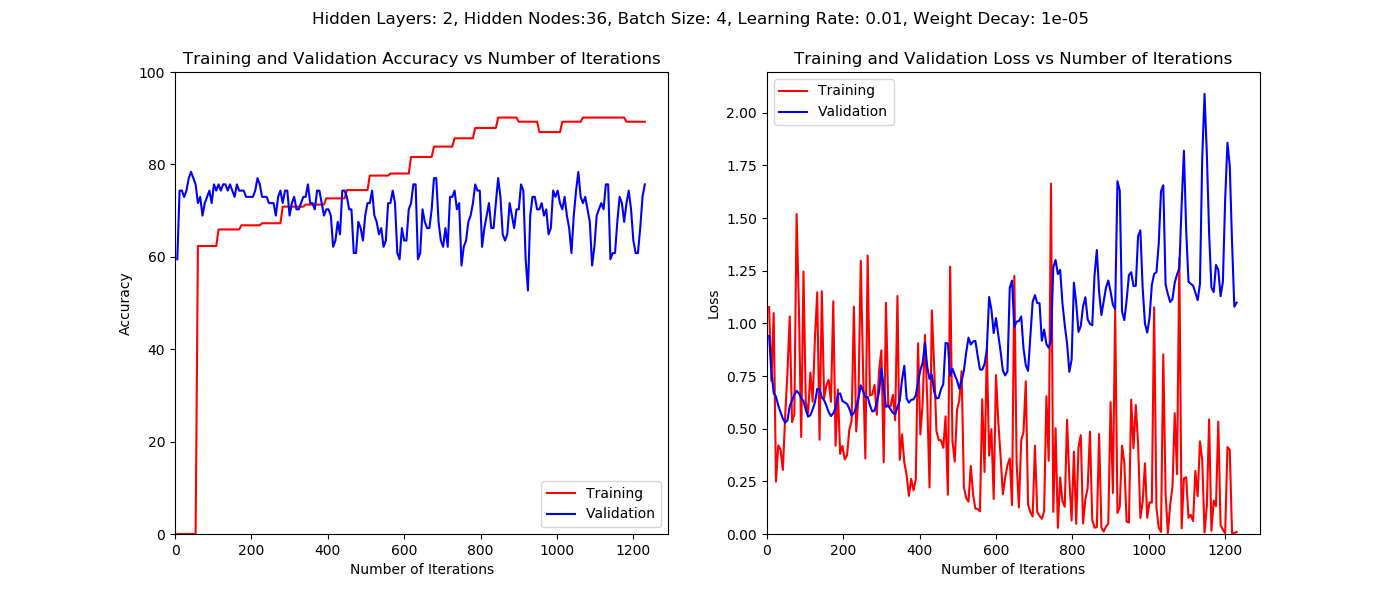 Hidden Layers: 2, Hidden Nodes:36, Batch Size: 4, Learning Rate: 0.01, Weight Decay: 1e-05
Training and Validation Accuracy vs Number of Iterations
100
80
60
40
20
0
Accuracy
0 200 400 600 800 1000 1200
Number of Iterations
Training
Validation
Training and Validation Loss vs Number of Iterations
Training
Validation
2.00
1.75
1.50
1.25
1.00
0.75
0.50
0.25
0.00
Loss
0 200 400 600 800 1000 1200
Number of Iterations